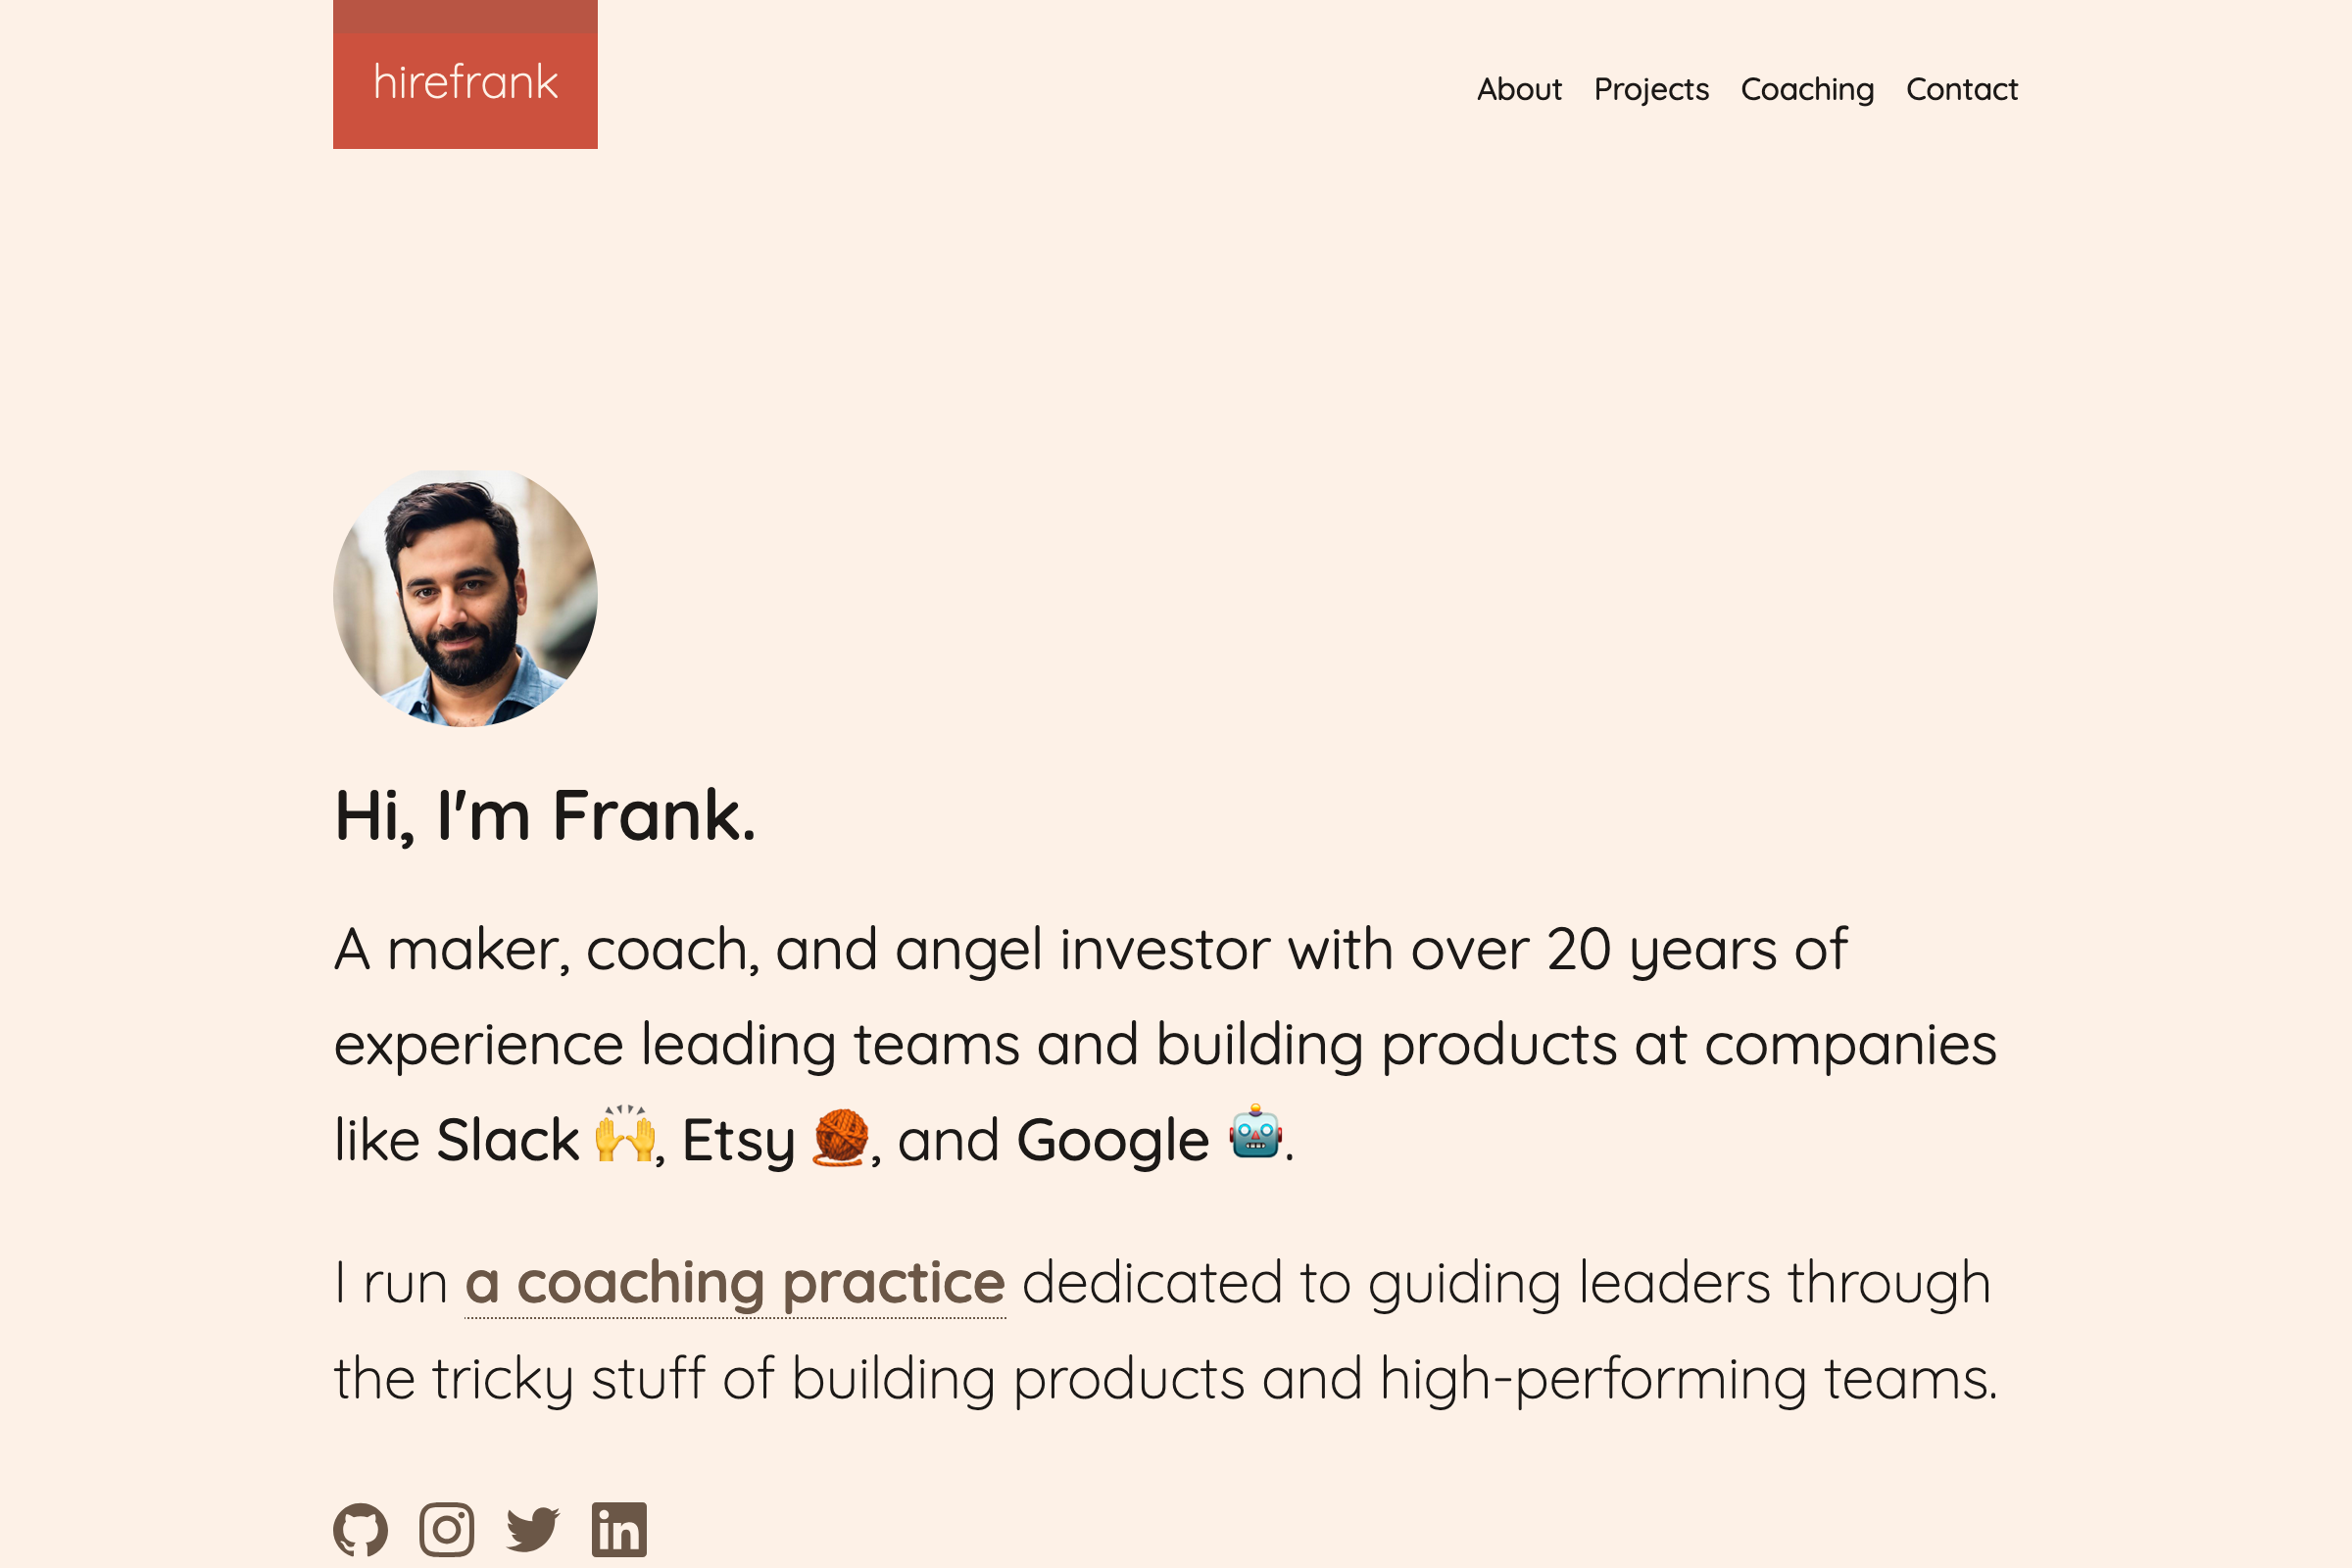 hirefrank
About Projects Coaching Contact
Hi, I'm Frank.
A maker, coach, and angel investor with over 20 years of
experience leading teams and building products at companies
like Slack 🙌, Etsy 🧶, and Google 🤖.
I run a coaching practice dedicated to guiding leaders through
the tricky stuff of building products and high-performing teams.